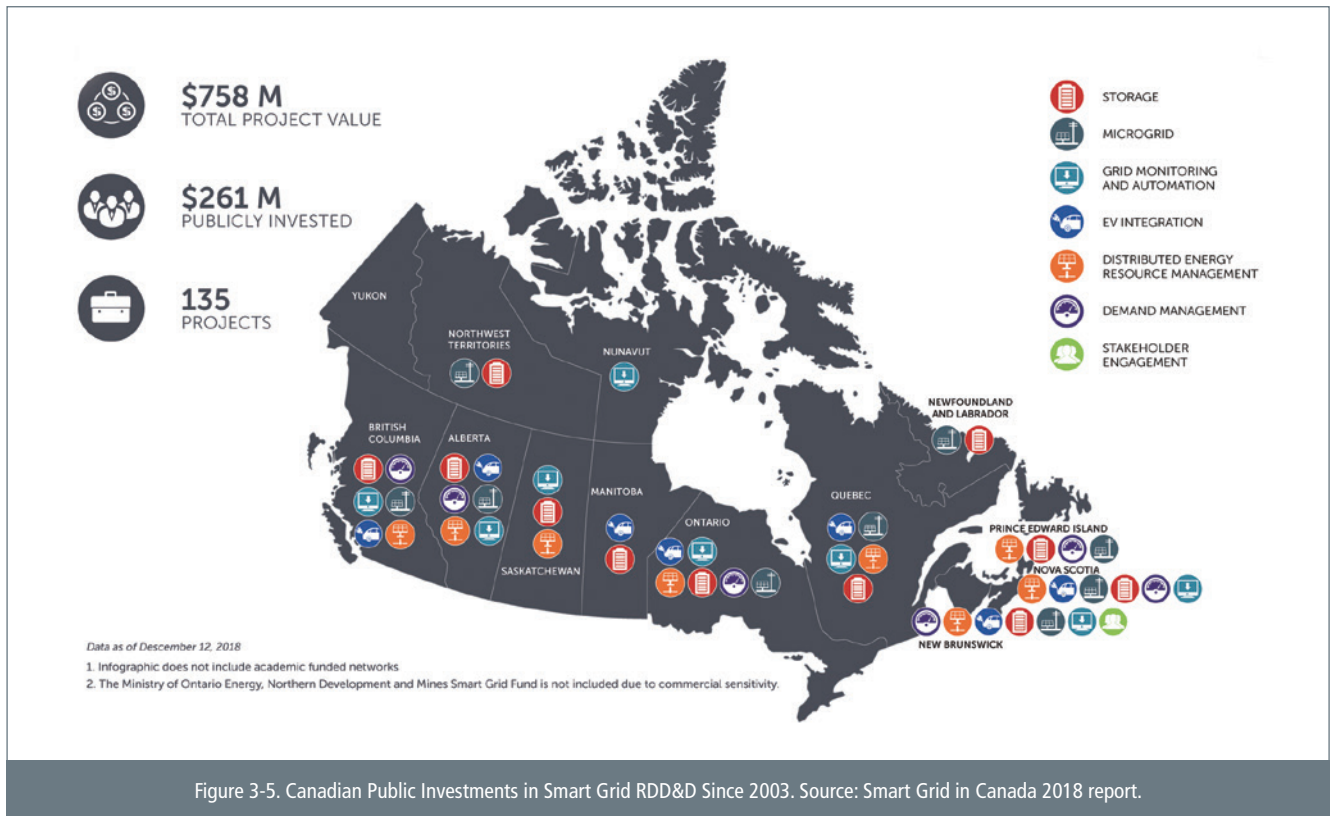 $758 M
TOTAL PROJECT VALUE
$261 M
PUBLICLY INVESTED
135
PROJECTS
STORAGE
MICROGRID
GRID MONITORING
AND AUTOMATION
EV INTEGRATION
DISTRIBUTED ENERGY
RESOURCE MANAGEMENT
DEMAND MANAGEMENT
STAKEHOLDER
ENGAGEMENT
YUKON
NORTHWEST
TERRITORIES
NUNAVUT
BRITISH
COLUMBIA
ALBERTA
SASKATCHEWAN
MANITOBA
ONTARIO
QUEBEC
NEWFOUNDLAND
AND LABRADOR
PRINCE EDWARD ISLAND
NOVA SCOTIA
NEW BRUNSWICK
Data as of Descember 12, 2018
1. Infographic does not include academic funded networks
2. The Ministry of Ontario Energy, Northern Development and Mines Smart Grid Fund is not included due to commercial sensitivity.
Figure 3-5. Canadian Public Investments in Smart Grid RDD&D Since 2003. Source: Smart Grid in Canada 2018 report.